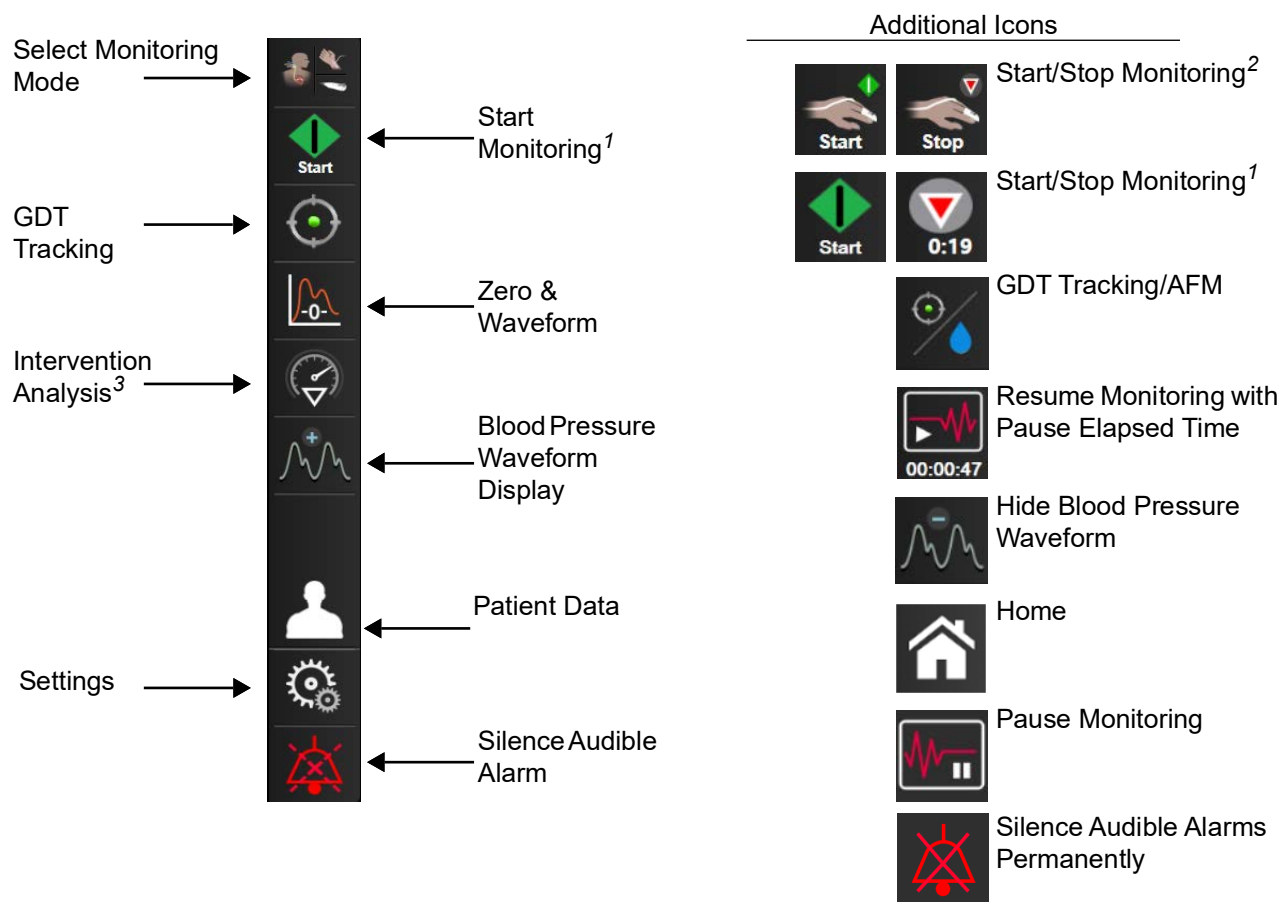 Select Monitoring
Mode
Start
Start
Monitoring1
GDT
Tracking
-0-
Zero &
Waveform
Intervention
Analysis3
Blood Pressure
Waveform
Display
Patient Data
Settings
Silence Audible
Alarm
Additional Icons
Start
Stop
Start/Stop Monitoring2
Start
0:19
Start/Stop Monitoring1
GDT Tracking/AFM
00:00:47
Resume Monitoring with
Pause Elapsed Time
Hide Blood Pressure
Waveform
Home
Pause Monitoring
Silence Audible Alarms
Permanently